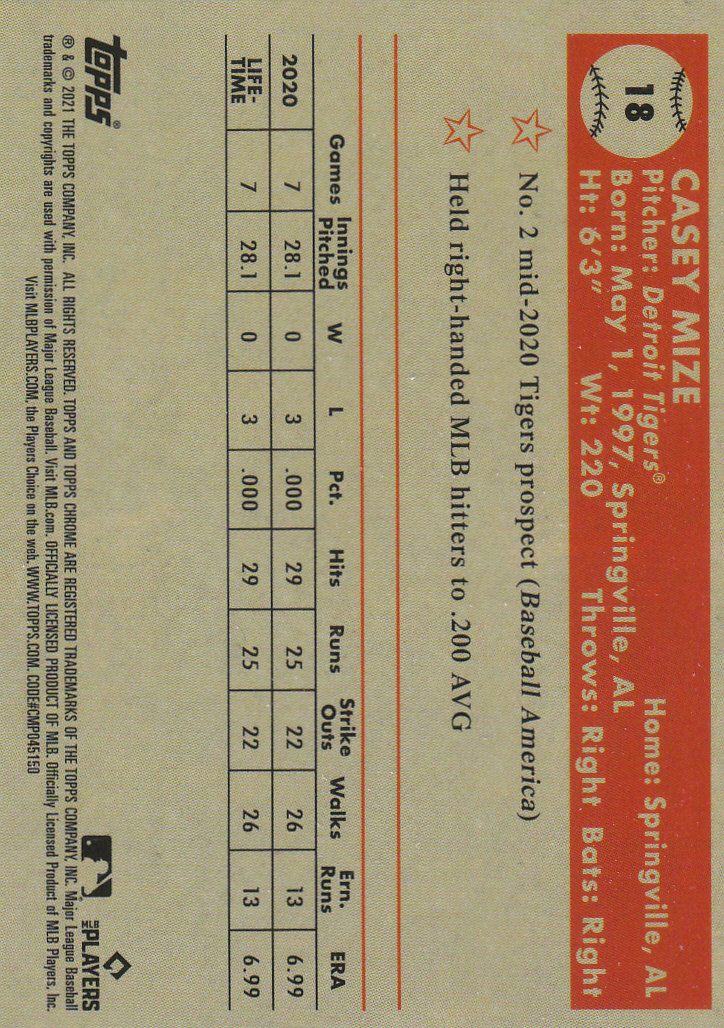 18
CASEY MIZE
Pitcher: Detroit Tigers® Home: Springville, AL
Born: May 1, 1997, Springville, AL
Ht: 6'3" Wt: 220 Throws: Right Bats: Right
No. 2 mid-2020 Tigers prospect (Baseball America)
Held right-handed MLB hitters to .200 AVG
Games Innings Pitched W L Pct. Hits Runs Strike Outs Walks Ern. Runs ERA
2020 7 28.1 0 3 .000 29 25 22 26 13 6.99
LIFE-TIME 7 28.1 0 3 .000 29 25 22 26 13 6.99
topps®
PLAYERS
® & © 2021 THE TOPPS COMPANY, INC. ALL RIGHTS RESERVED. TOPPS AND TOPPS CHROME ARE REGISTERED TRADEMARKS OF THE TOPPS COMPANY, INC. Major League Baseball
trademarks and copyrights are used with permission of Major League Baseball. Visit MLB.com. OFFICIALLY LICENSED PRODUCT OF MLB. Officially Licensed Product of MLB Players, Inc.
Visit MLBPLAYERS.COM, the Players Choice on the web. WWW.TOPPS.COM. CODE#CMP045150